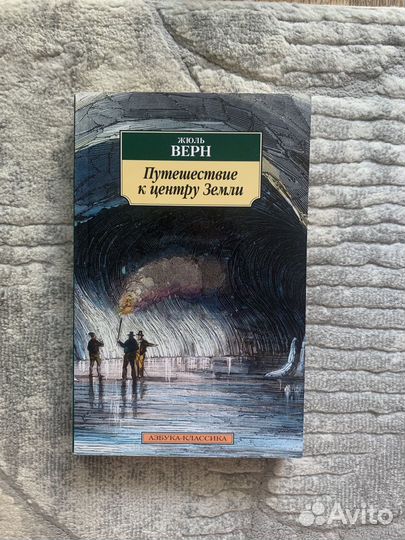 ЖЮЛЬ
ВЕРН
Путешествие
к центру Земли
АЗБУКА-КЛАССИКА
Avito